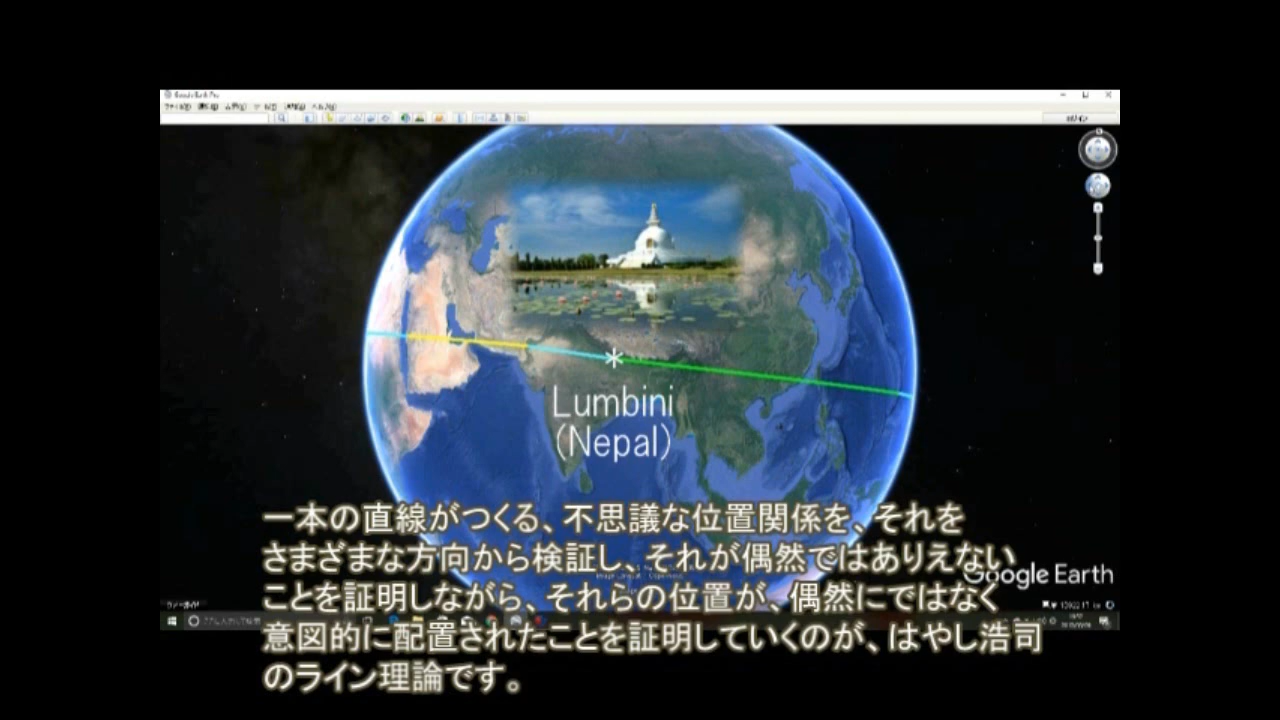 Google Earth Pro
Lumbini
(Nepal)
一本の直線がつくる、不思議な位置関係を、それを
さまざまな方向から検証し、それが偶然ではありえない
Google Earth
ことを証明しながら、それらの位置が、偶然にではなく
意図的に配置されたことを証明していくのが、はやし浩司
のライン理論です。